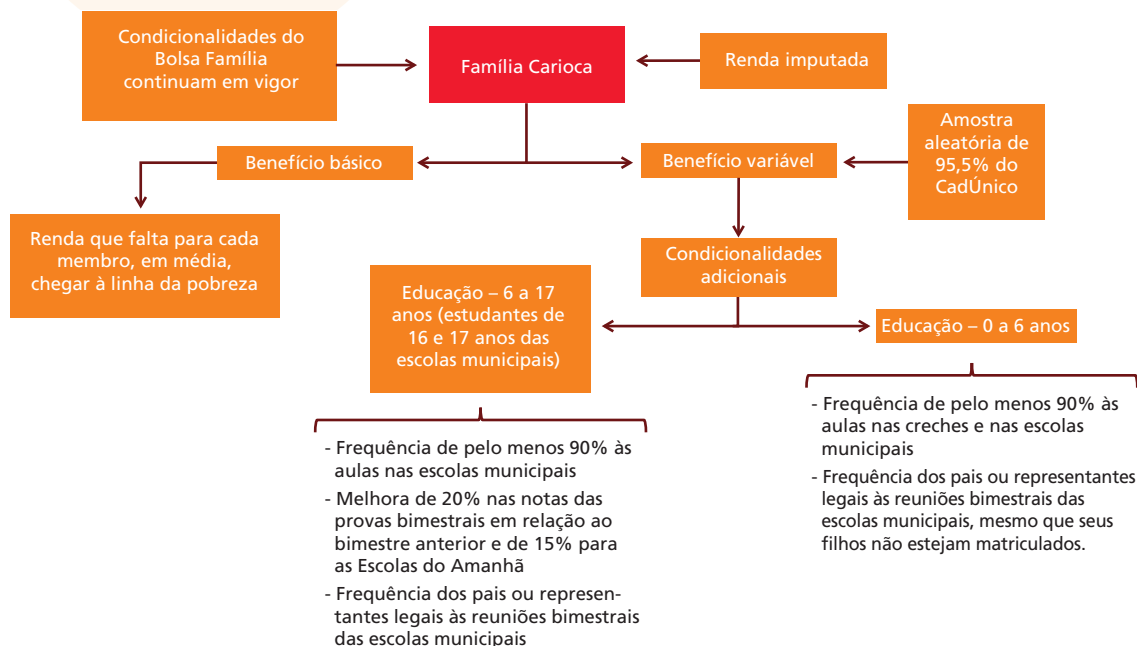 Condicionalidades do
Bolsa Família
continuam em vigor
Família Carioca
Renda imputada
Benefício básico
Benefício variável
Amostra
aleatória de
95,5% do
CadÚnico
Renda que falta para cada
membro, em média,
chegar à linha da pobreza
Condicionalidades
adicionais
Educação – 6 a 17
anos (estudantes de
16 e 17 anos das
escolas municipais)
Educação – 0 a 6 anos
- Frequência de pelo menos 90% às
aulas nas escolas municipais
- Melhora de 20% nas notas das
provas bimestrais em relação ao
bimestre anterior e de 15% para
as Escolas do Amanhã
- Frequência dos pais ou represen-
tantes legais às reuniões bimestrais
das escolas municipais
- Frequência de pelo menos 90% às
aulas nas creches e nas escolas
municipais
- Frequência dos pais ou representantes
legais às reuniões bimestrais das
escolas municipais, mesmo que seus
filhos não estejam matriculados.